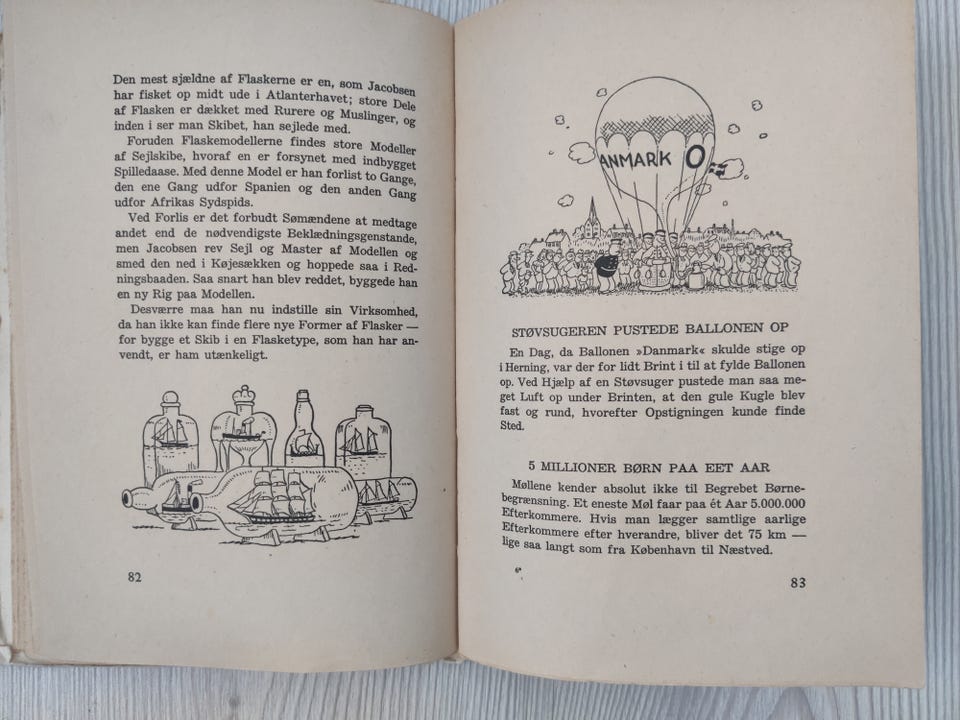 Den mest sjældne af Flaskerne er en, som Jacobsen
har fisket op midt ude i Atlanterhavet; store Dele
af Flasken er dækket med Rurere og Muslinger, og
inden i ser man Skibet, han sejlede med.
Foruden Flaskemodellerne findes store Modeller
af Sejlskibe, hvoraf en er forsynet med indbygget
Spilledaase. Med denne Model er han forlist to Gange,
den ene Gang udfor Spanien og den anden Gang
udfor Afrikas Sydspids.
Ved Forlis er det forbudt Sømændene at medtage
andet end de nødvendigste Beklædningsgenstande,
men Jacobsen rev Sejl og Master af Modellen og
smed den ned i Køjesækken og hoppede saa i Red-
ningsbaaden. Saa snart han blev reddet, byggede han
en ny Rig paa Modellen.
Desværre maa han nu indstille sin Virksomhed,
da han ikke kan finde flere nye Former af Flasker —
for bygge et Skib i en Flasketype, som han har an-
vendt, er ham utænkeligt.
82
ANMARK O
STØVSUGEREN PUSTEDE BALLONEN OP
En Dag, da Ballonen »Danmark« skulde stige op
i Herning, var der for lidt Brint i til at fylde Ballonen
op. Ved Hjælp af en Støvsuger pustede man saa me-
get Luft op under Brinten, at den gule Kugle blev
fast og rund, hvorefter Opstigningen kunde finde
Sted.
5 MILLIONER BØRN PAA EET AAR
Møllene kender absolut ikke til Begrebet Børne-
begrænsning. Et eneste Møl faar paa ét Aar 5.000.000
Efterkommere. Hvis man lægger samtlige aarlige
Efterkommere efter hverandre, bliver det 75 km —
lige saa langt som fra København til Næstved.
6*
83